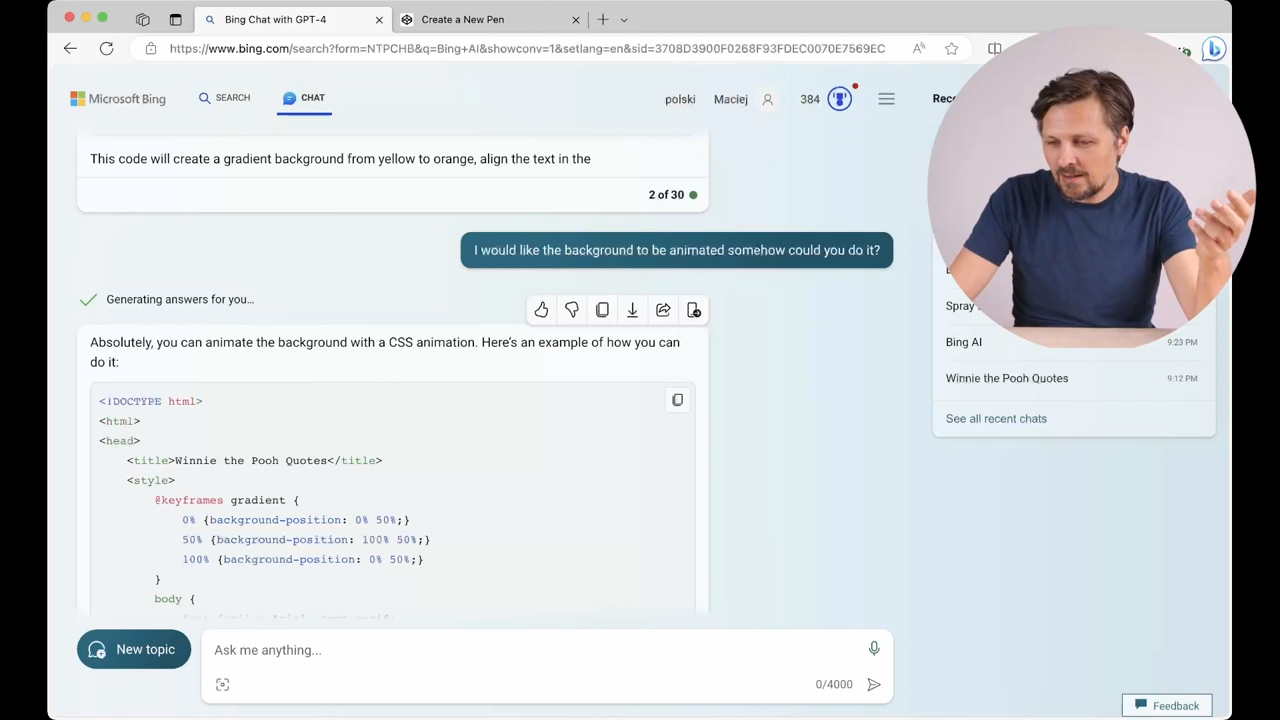 Bing Chat with GPT-4
Create a New Pen
https://www.bing.com/search?form=NTPCHB&q=Bing+AI&showconv=1&setlang=en&sid=3708D3900F0268F93FDEC0070E7569EC
Microsoft Bing
SEARCH
CHAT
polski
Maciej
384
This code will create a gradient background from yellow to orange, align the text in the
2 of 30
I would like the background to be animated somehow could you do it?
Generating answers for you...
Absolutely, you can animate the background with a CSS animation. Here's an example of how you can
do it:
<!DOCTYPE html>
<html>
<head>
<title>Winnie the Pooh Quotes</title>
<style>
@keyframes gradient {
0% {background-position: 0% 50%;}
50% {background-position: 100% 50%;}
100% {background-position: 0% 50%;}
}
body {
Spray
Bing AI
9:23 PM
Winnie the Pooh Quotes
9:12 PM
See all recent chats
New topic
Ask me anything...
0/4000
Feedback